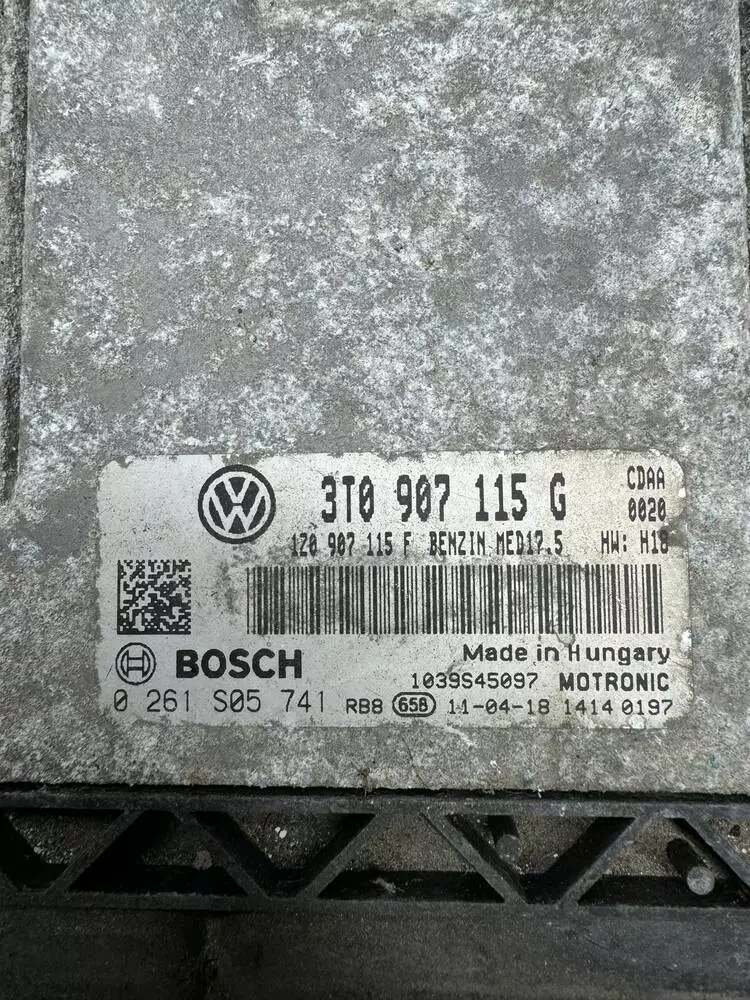 3T0 907 115 G CDAA
0020
1Z0 907 115 F BENZIN MED17.5 HW: H18
BOSCH Made in Hungary
1039S45097 MOTRONIC
0 261 S05 741 RB8 658 11-04-18 1414 0197